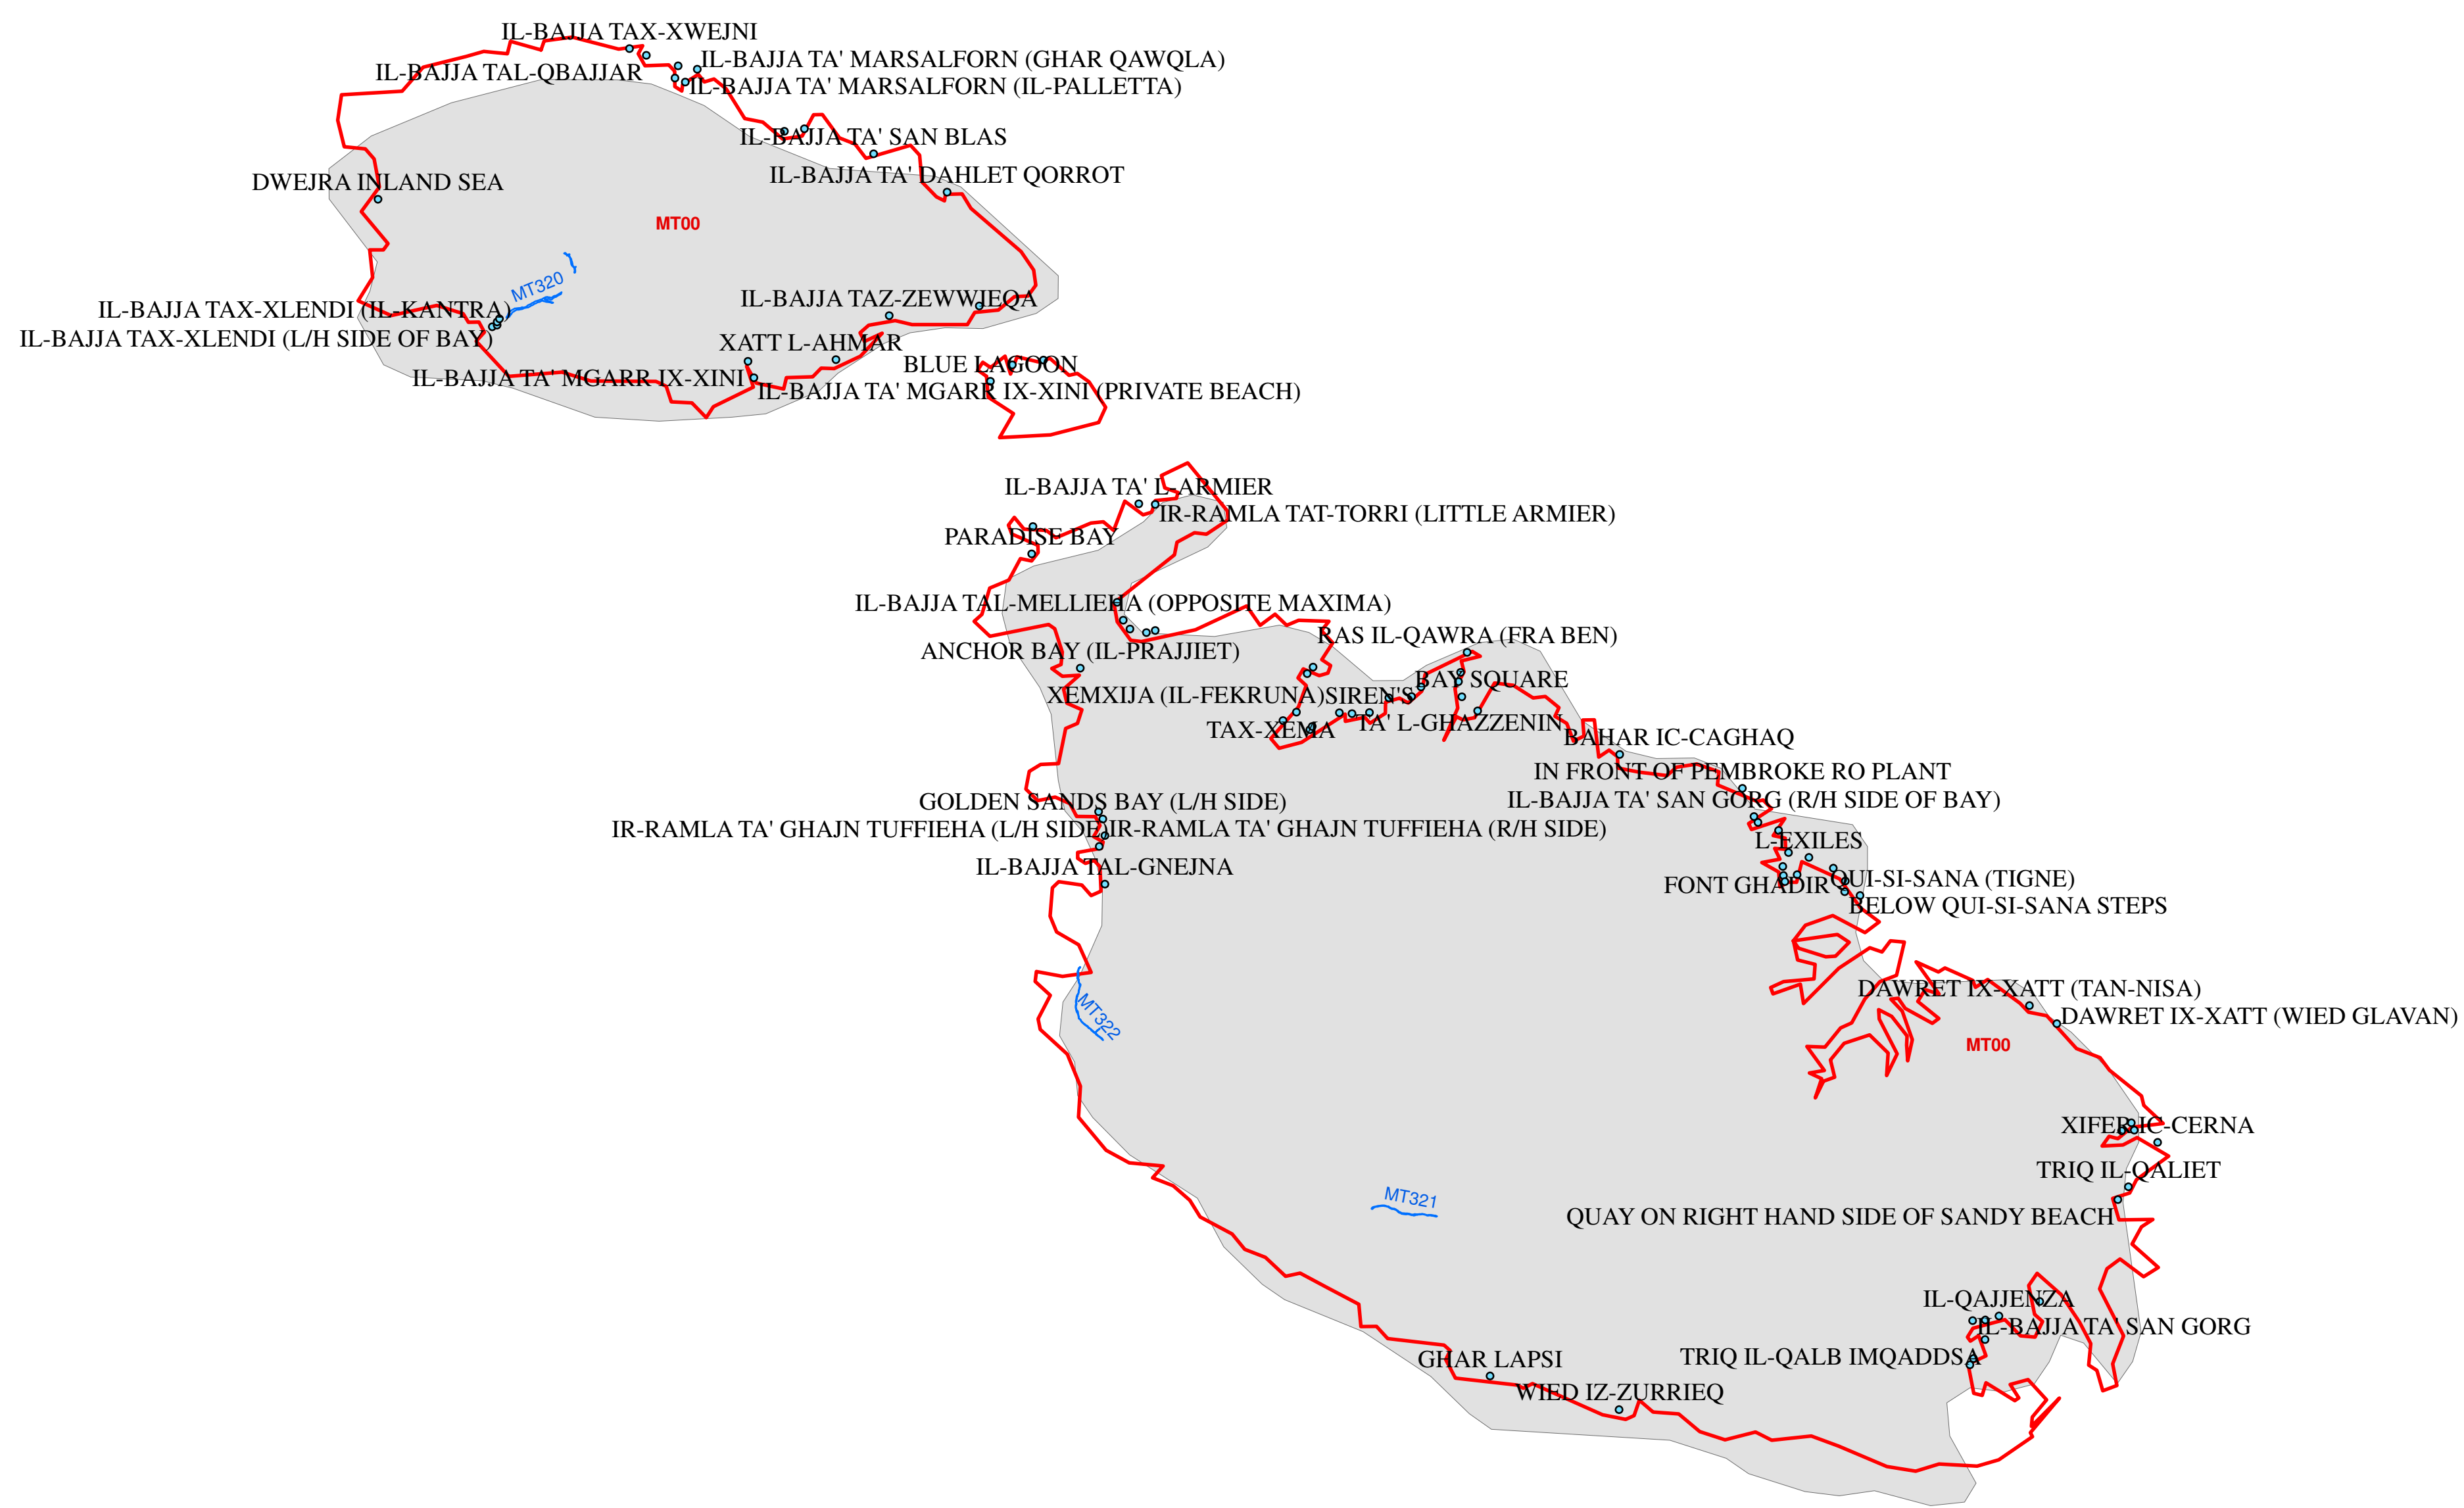 IL-BAJJA TAX-XWEJNI
IL-BAJJA TA' MARSALFORN (GHAR QAWQLA)
IL-BAJJA TAL-QBAJJAR
IL-BAJJA TA' MARSALFORN (IL-PALLETTA)
IL-BAJJA TA' SAN BLAS
IL-BAJJA TA' DAHLET QORROT
DWEJRA INLAND SEA
MT00
MT320
IL-BAJJA TAZ-ZEWWIEQA
IL-BAJJA TAX-XLENDI (IL-KANTRA)
IL-BAJJA TAX-XLENDI (L/H SIDE OF BAY)
XATT L-AHMAR
BLUE LAGOON
IL-BAJJA TA' MGARR IX-XINI
IL-BAJJA TA' MGARR IX-XINI (PRIVATE BEACH)
IL-BAJJA TA' L-ARMIER
IR-RAMLA TAT-TORRI (LITTLE ARMIER)
PARADISE BAY
IL-BAJJA TAL-MELLIEHA (OPPOSITE MAXIMA)
RAS IL-QAWRA (FRA BEN)
ANCHOR BAY (IL-PRAJJIET)
BAY SQUARE
XEMXIJA (IL-FEKRUNA)
SIREN'S
TA' L-GHAZZENIN
TAX-XEMA
BAHAR IC-CAGHAQ
IN FRONT OF PEMBROKE RO PLANT
IL-BAJJA TA' SAN GORG (R/H SIDE OF BAY)
GOLDEN SANDS BAY (L/H SIDE)
IR-RAMLA TA' GHAJN TUFFIEHA (L/H SIDE)
IR-RAMLA TA' GHAJN TUFFIEHA (R/H SIDE)
L-EXILES
IL-BAJJA TAL-GNEJNA
QUI-SI-SANA (TIGNE)
FONT GHADIR
BELOW QUI-SI-SANA STEPS
DAWRET IX-XATT (TAN-NISA)
MT322
DAWRET IX-XATT (WIED GLAVAN)
MT00
XIFER IC-CERNA
TRIQ IL-QALIET
MT321
QUAY ON RIGHT HAND SIDE OF SANDY BEACH
IL-QAJJENZA
IL-BAJJA TA' SAN GORG
TRIQ IL-QALB IMQADDSA
GHAR LAPSI
WIED IZ-ZURRIEQ